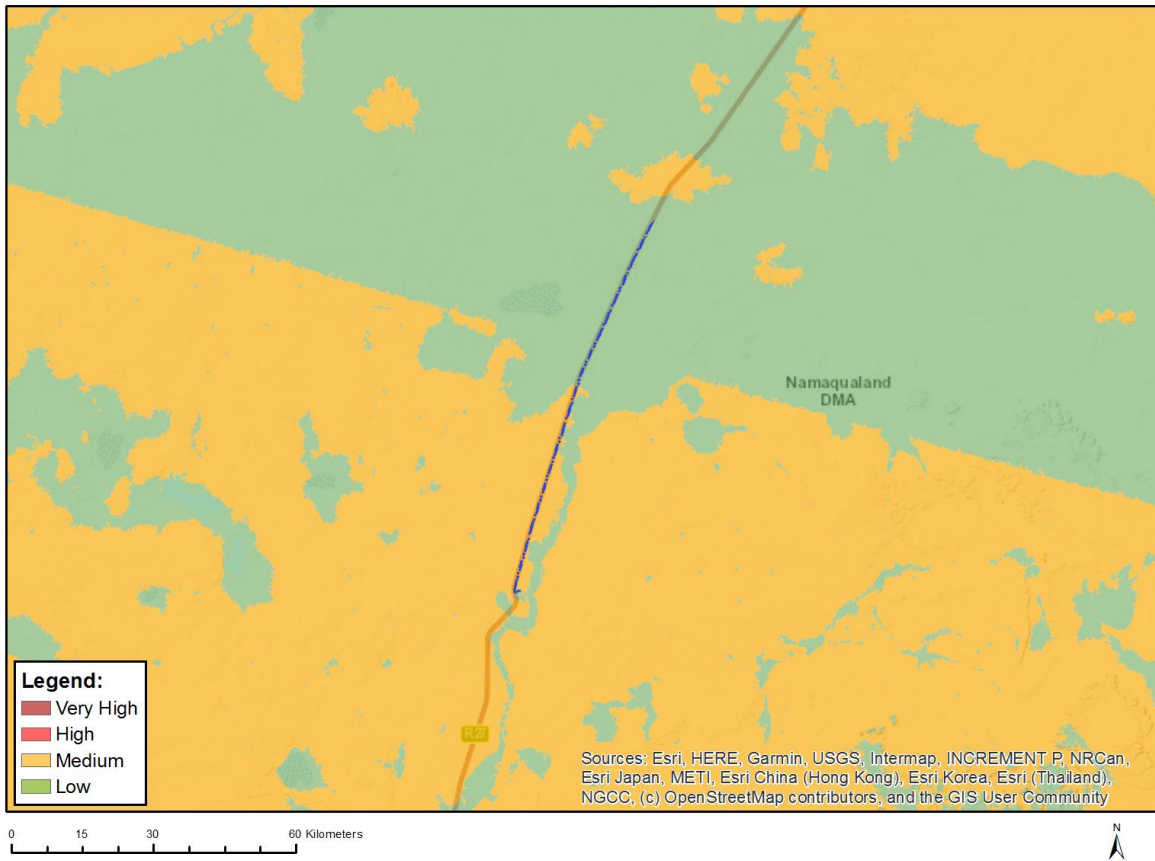 Namaqualand
DMA
Legend:
Very High
High
Medium
Low
R27
Sources: Esri, HERE, Garmin, USGS, Intermap, INCREMENT P, NRCan,
Esri Japan, METI, Esri China (Hong Kong), Esri Korea, Esri (Thailand),
NGCC, (c) OpenStreetMap contributors, and the GIS User Community
0 15 30 60 Kilometers
N